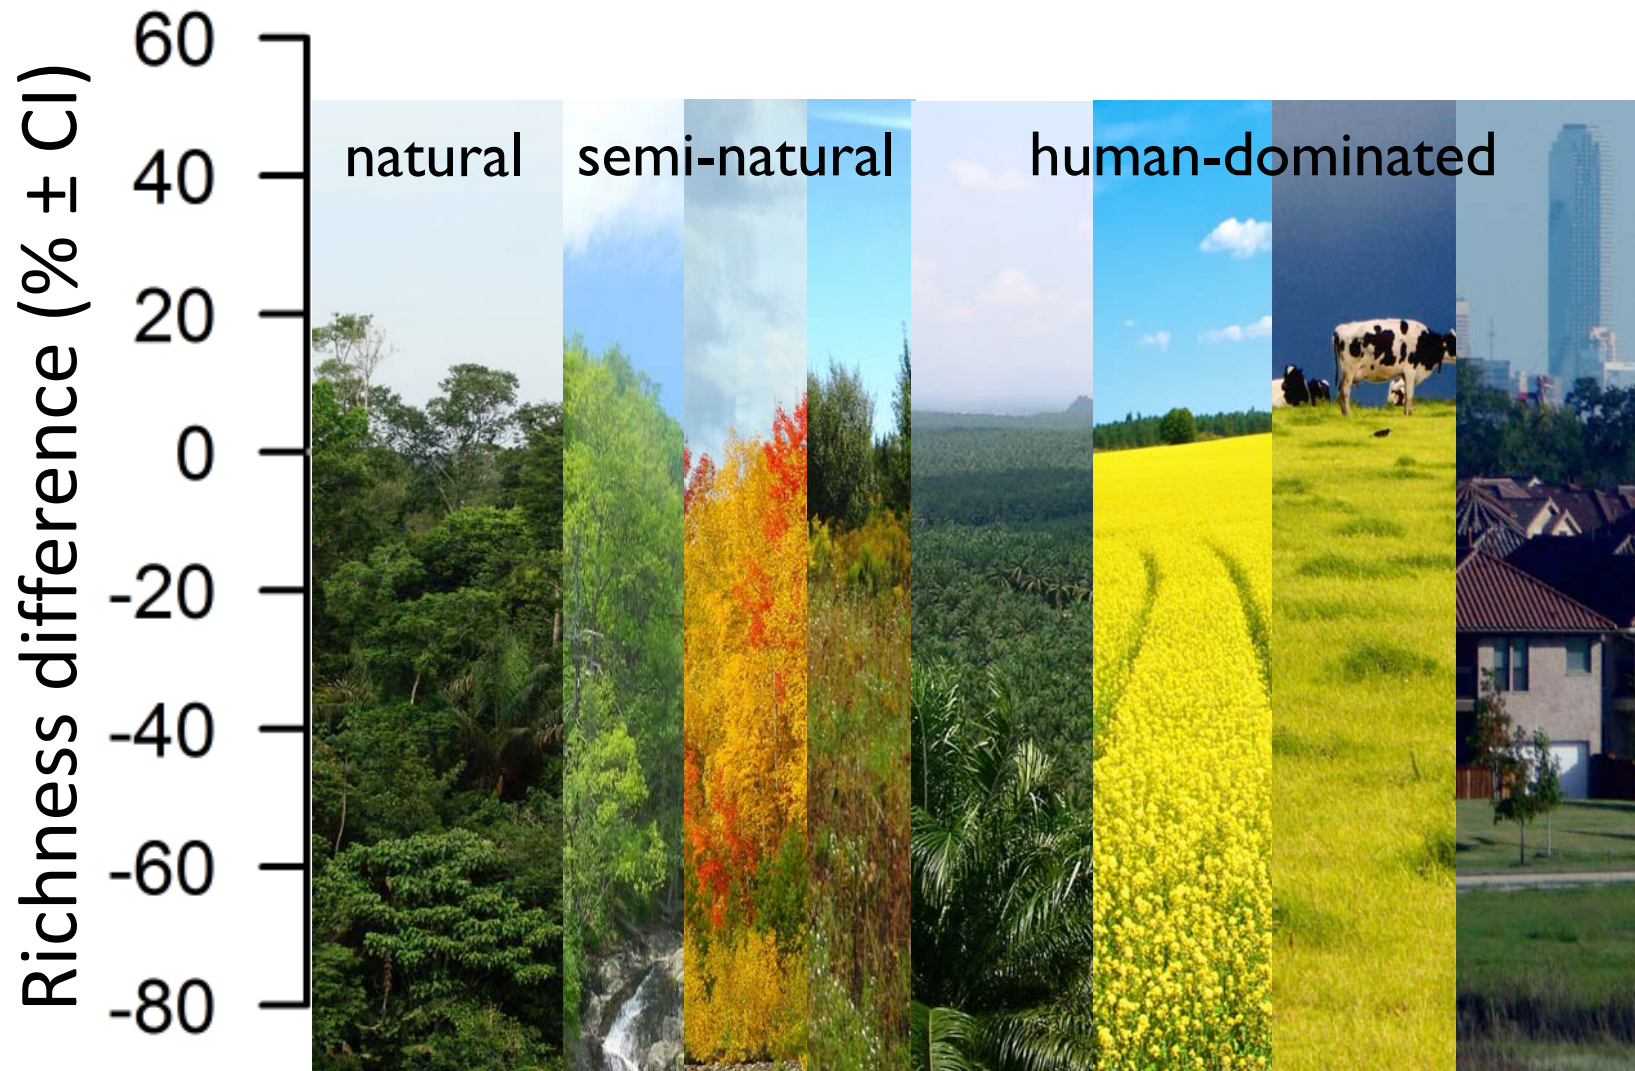 Richness difference (% ± CI)
60
40
20
0
-20
-40
-60
-80
natural
semi-natural
human-dominated